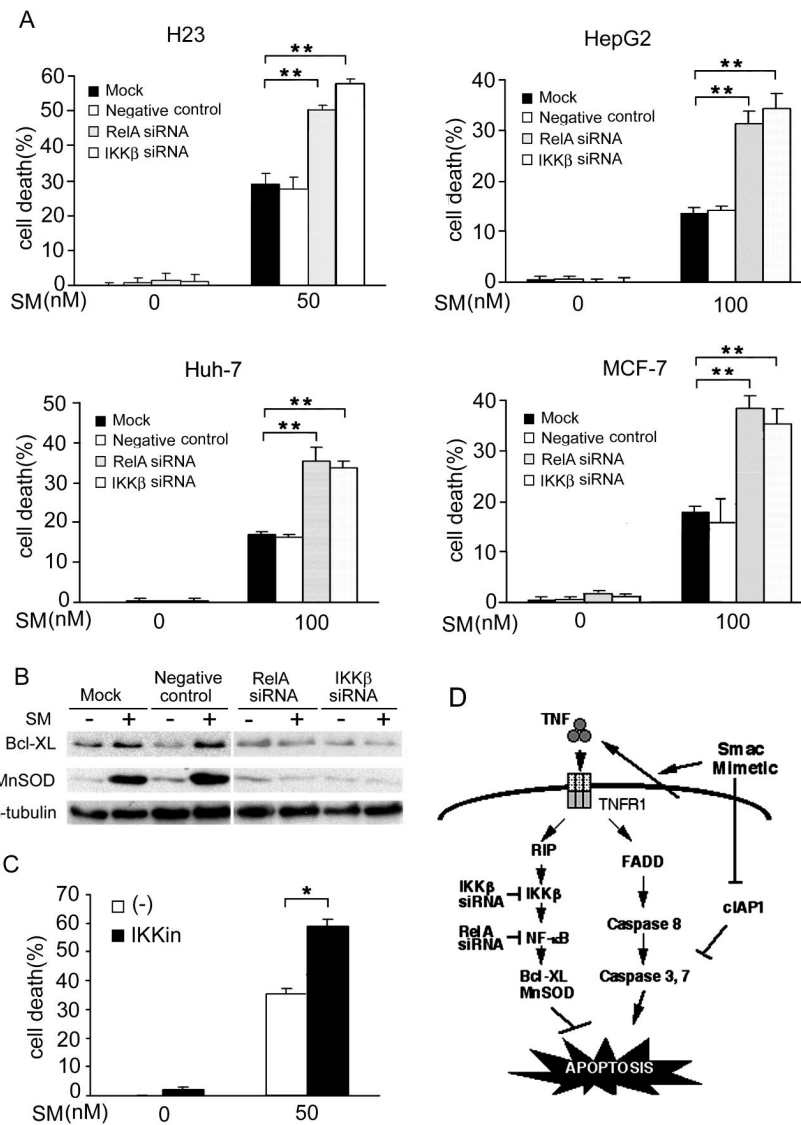 A
H23
cell death(%)
60
50
40
30
20
10
0
** 
**
Mock
Negative control
RelA siRNA
IKKβ siRNA
SM(nM)
0
50
HepG2
cell death(%)
40
30
20
10
0
**
**
Mock
Negative control
RelA siRNA
IKKβ siRNA
0
100
Huh-7
cell death(%)
50
40
30
20
10
0
**
**
Mock
Negative control
RelA siRNA
IKKβ siRNA
SM(nM)
0
100
MCF-7
cell death(%)
40
30
20
10
0
**
**
Mock
Negative control
RelA siRNA
IKKβ siRNA
SM(nM)
0
100
B
Mock
Negative control
RelA siRNA
IKKβ siRNA
SM - + - + - + - +
Bcl-XL
MnSOD
-tubulin
C
cell death(%)
70
60
50
40
30
20
10
0
*
(-)
IKKin
SM(nM)
0
50
D
TNF
Smac Mimetic
TNFR1
RIP
FADD
IKKβ siRNA
IKKβ
cIAP1
Caspase 8
RelA siRNA
NF-κB
Bcl-XL
MnSOD
Caspase 3, 7
APOPTOSIS